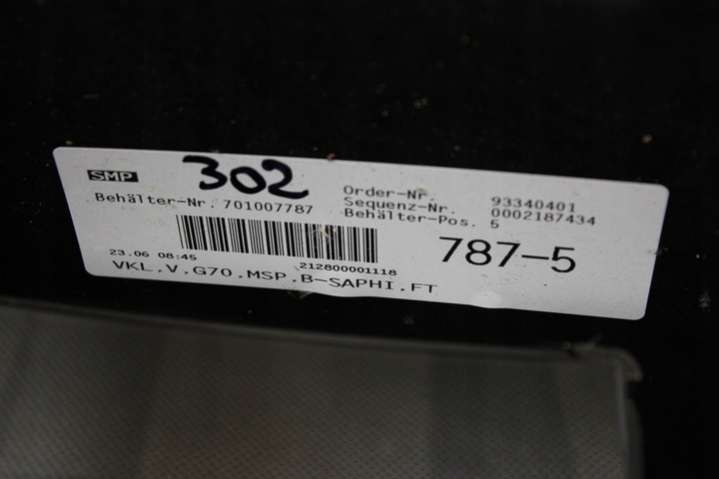 SMP 302
Order-Nr. 93340401
Behälter-Nr. 701007787 Sequenz-Nr. 0002187434
Behälter-Pos. 5
787-5
23.06 08:45 212800001118
VKL.V.G70.MSP.B-SAPHI.FT